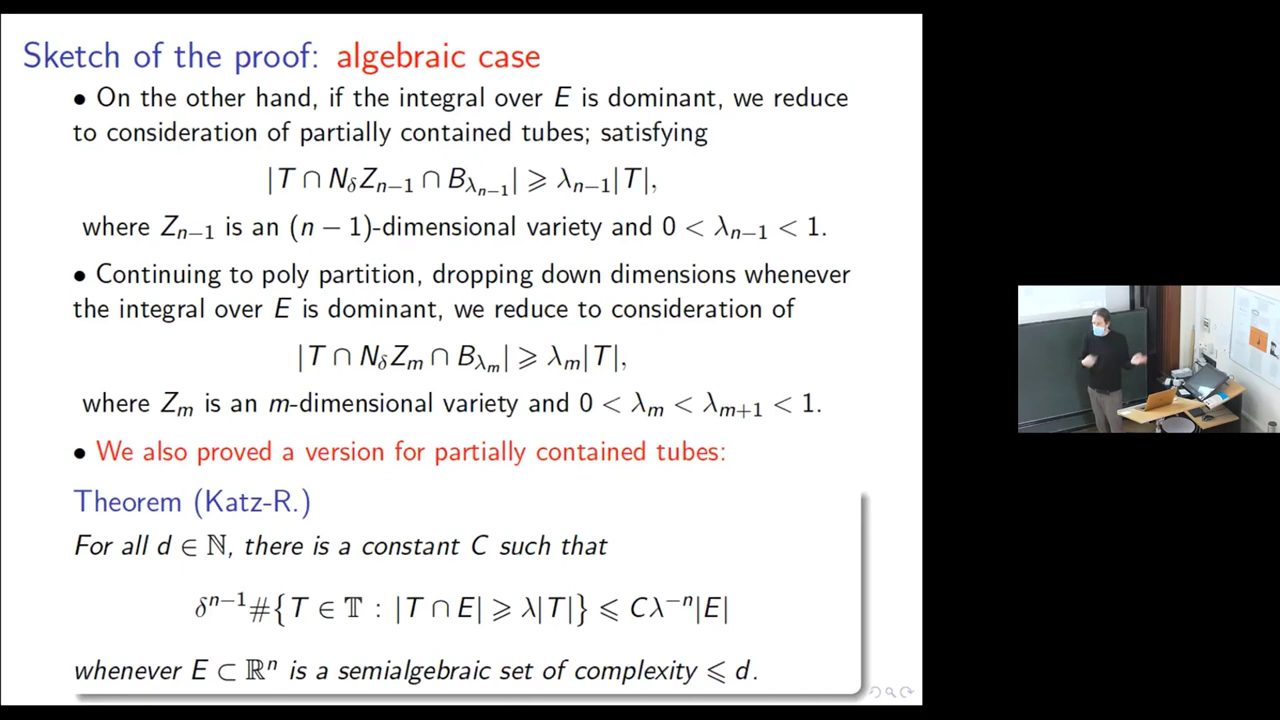 Sketch of the proof: algebraic case
• On the other hand, if the integral over E is dominant, we reduce
to consideration of partially contained tubes; satisfying
|T ∩ N_δ Z_{n−1} ∩ B_{λ_{n−1}}| ⩾ λ_{n−1}|T|,
where Z_{n−1} is an (n − 1)-dimensional variety and 0 < λ_{n−1} < 1.
• Continuing to poly partition, dropping down dimensions whenever
the integral over E is dominant, we reduce to consideration of
|T ∩ N_δ Z_m ∩ B_{λ_m}| ⩾ λ_m|T|,
where Z_m is an m-dimensional variety and 0 < λ_m < λ_{m+1} < 1.
• We also proved a version for partially contained tubes:
Theorem (Katz-R.)
For all d ∈ ℕ, there is a constant C such that
δ^{n−1}#{T ∈ 𝕋 : |T ∩ E| ⩾ λ|T|} ⩽ Cλ^{−n}|E|
whenever E ⊂ ℝ^n is a semialgebraic set of complexity ⩽ d.